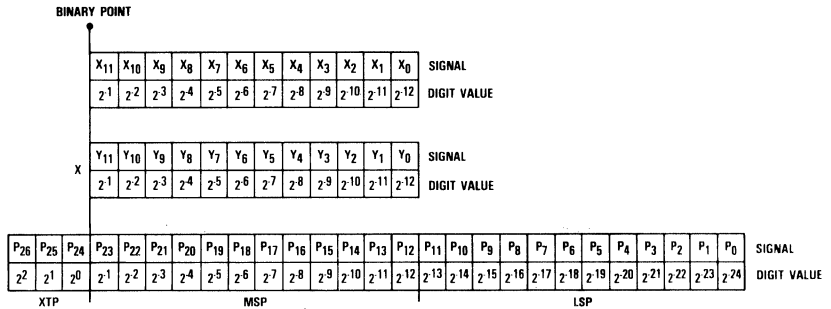 BINARY POINT
X₁₁ X₁₀ X₉ X₈ X₇ X₆ X₅ X₄ X₃ X₂ X₁ X₀ SIGNAL
2⁻¹ 2⁻² 2⁻³ 2⁻⁴ 2⁻⁵ 2⁻⁶ 2⁻⁷ 2⁻⁸ 2⁻⁹ 2⁻¹⁰ 2⁻¹¹ 2⁻¹² DIGIT VALUE
X
Y₁₁ Y₁₀ Y₉ Y₈ Y₇ Y₆ Y₅ Y₄ Y₃ Y₂ Y₁ Y₀ SIGNAL
2⁻¹ 2⁻² 2⁻³ 2⁻⁴ 2⁻⁵ 2⁻⁶ 2⁻⁷ 2⁻⁸ 2⁻⁹ 2⁻¹⁰ 2⁻¹¹ 2⁻¹² DIGIT VALUE
P₂₆ P₂₅ P₂₄ P₂₃ P₂₂ P₂₁ P₂₀ P₁₉ P₁₈ P₁₇ P₁₆ P₁₅ P₁₄ P₁₃ P₁₂ P₁₁ P₁₀ P₉ P₈ P₇ P₆ P₅ P₄ P₃ P₂ P₁ P₀ SIGNAL
2² 2¹ 2⁰ 2⁻¹ 2⁻² 2⁻³ 2⁻⁴ 2⁻⁵ 2⁻⁶ 2⁻⁷ 2⁻⁸ 2⁻⁹ 2⁻¹⁰ 2⁻¹¹ 2⁻¹² 2⁻¹³ 2⁻¹⁴ 2⁻¹⁵ 2⁻¹⁶ 2⁻¹⁷ 2⁻¹⁸ 2⁻¹⁹ 2⁻²⁰ 2⁻²¹ 2⁻²² 2⁻²³ 2⁻²⁴ DIGIT VALUE
XTP MSP LSP